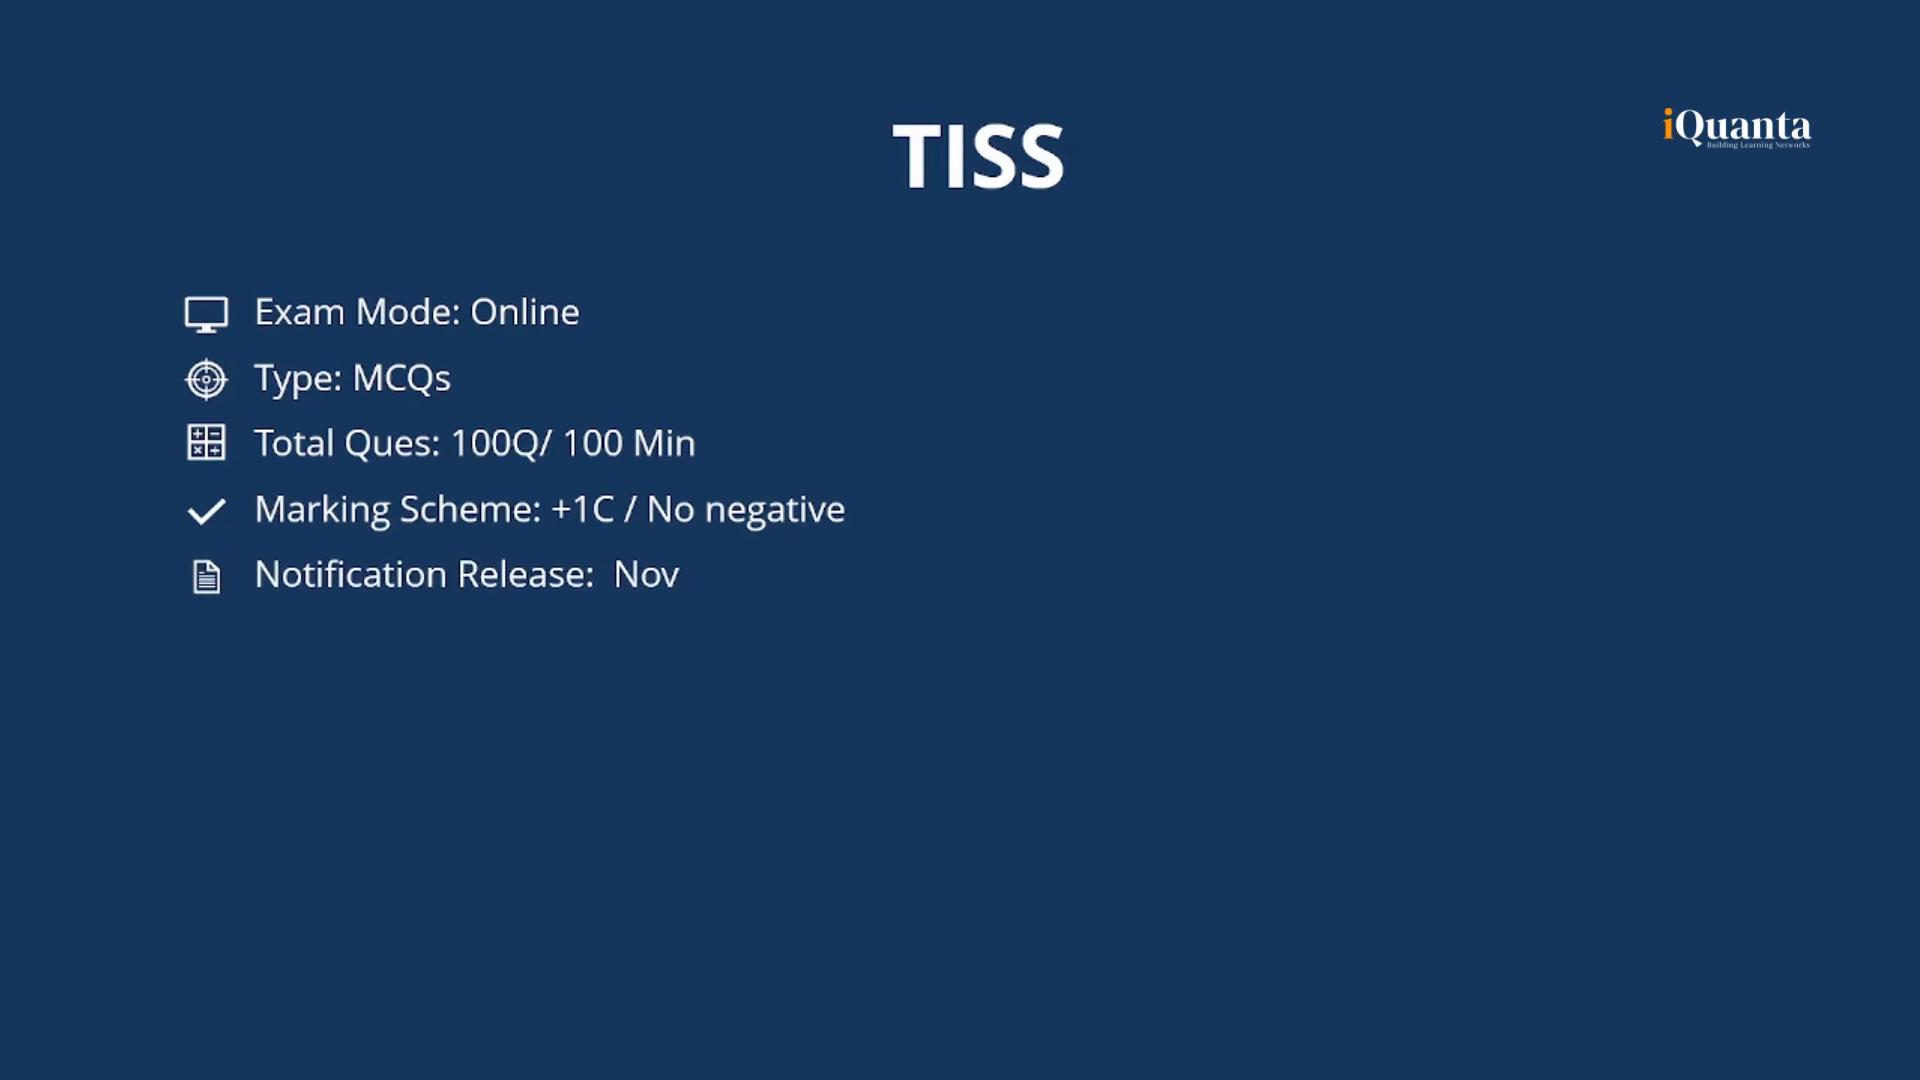 TISS
iQuanta
Building Learning Networks
Exam Mode: Online
Type: MCQs
Total Ques: 100Q/ 100 Min
Marking Scheme: +1C / No negative
Notification Release:  Nov